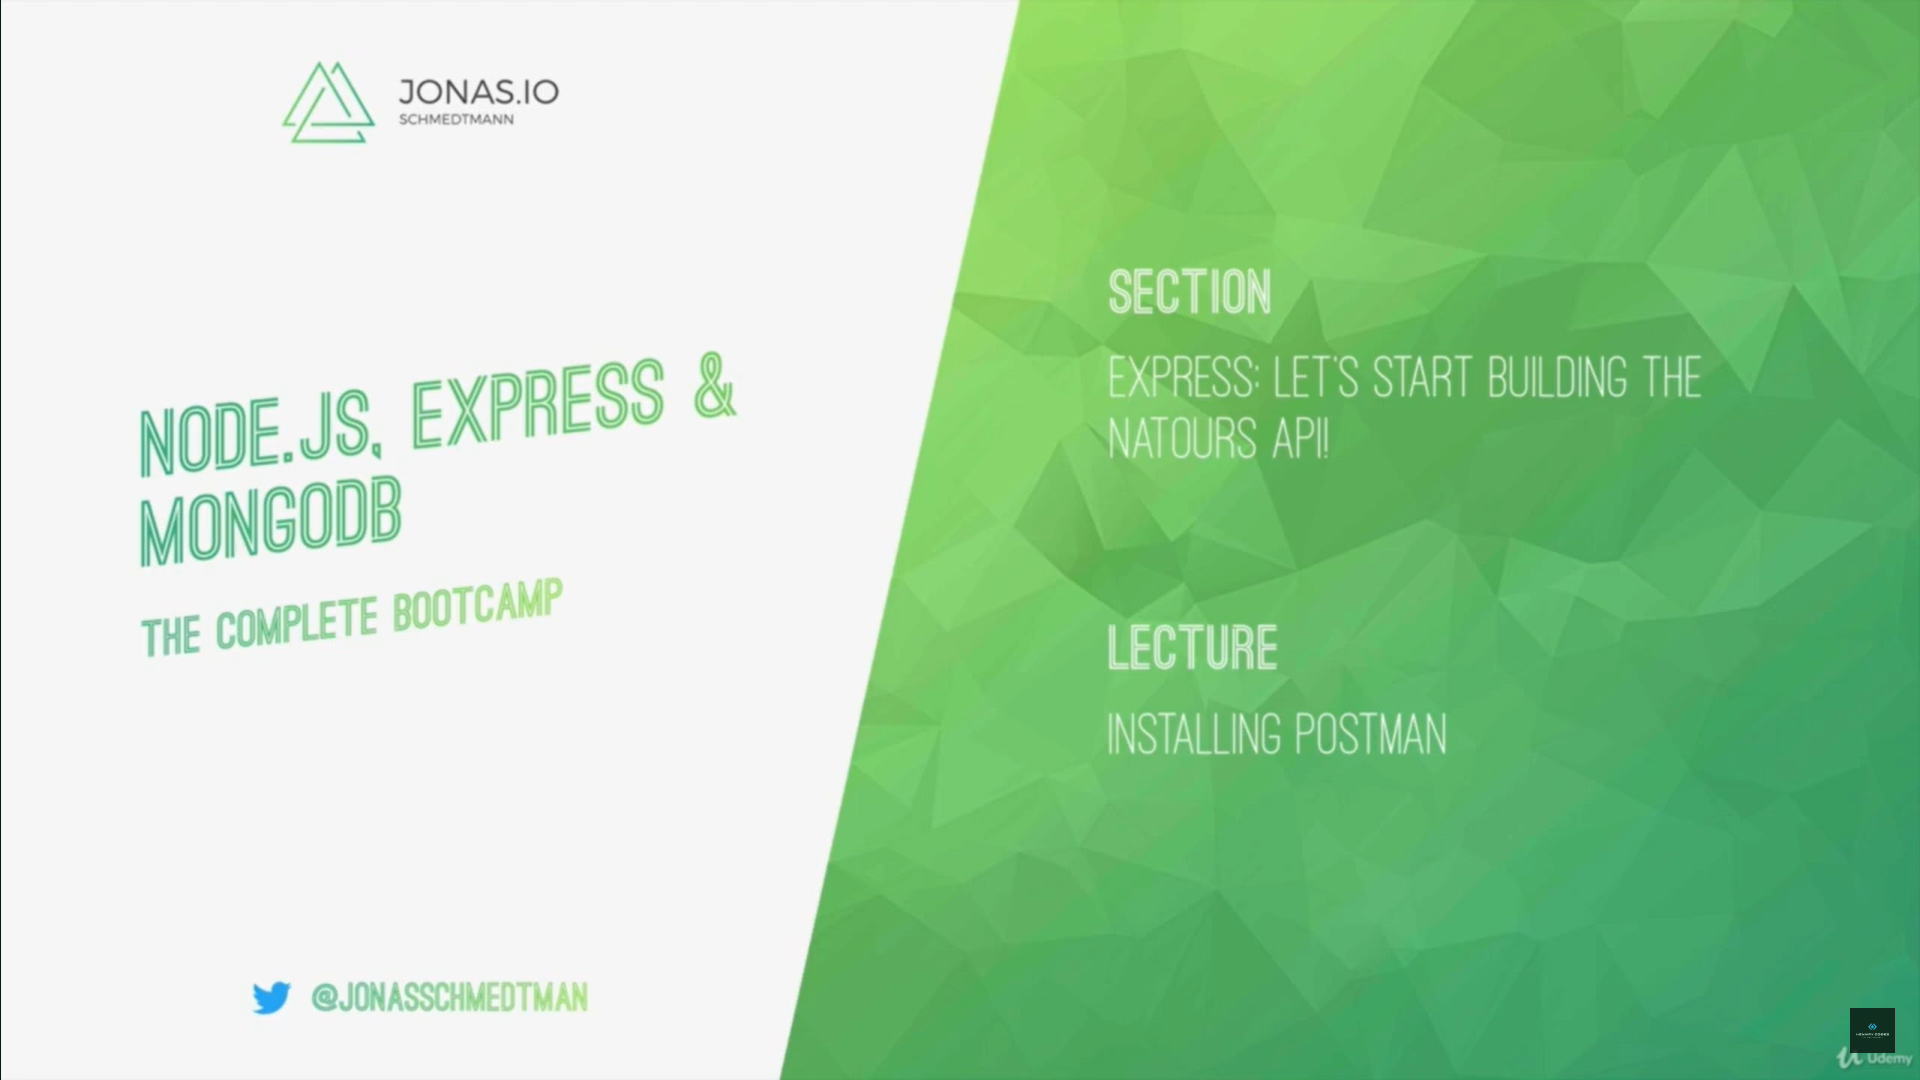 JONAS.IO
SCHMEDTMANN
NODE.JS, EXPRESS &
MONGODB
THE COMPLETE BOOTCAMP
@JONASSCHMEDTMAN
SECTION
EXPRESS: LET'S START BUILDING THE
NATOURS API!
LECTURE
INSTALLING POSTMAN
Udemy